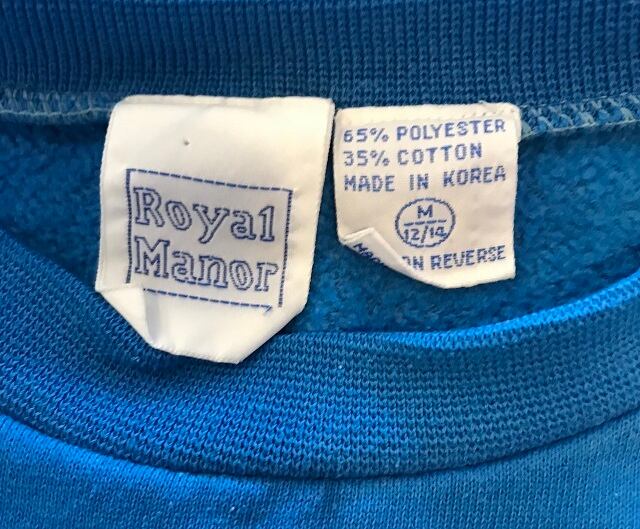 Royal
Manor
65% POLYESTER
35% COTTON
MADE IN KOREA
M
12/14
ON REVERSE